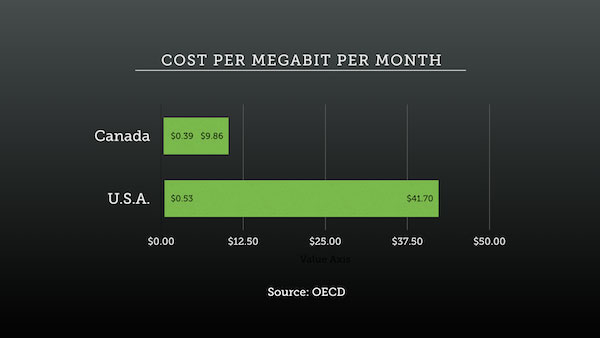 COST PER MEGABIT PER MONTH
Canada $0.39 $9.86
U.S.A. $0.53 $41.70
$0.00 $12.50 $25.00 $37.50 $50.00
Value Axis
Source: OECD